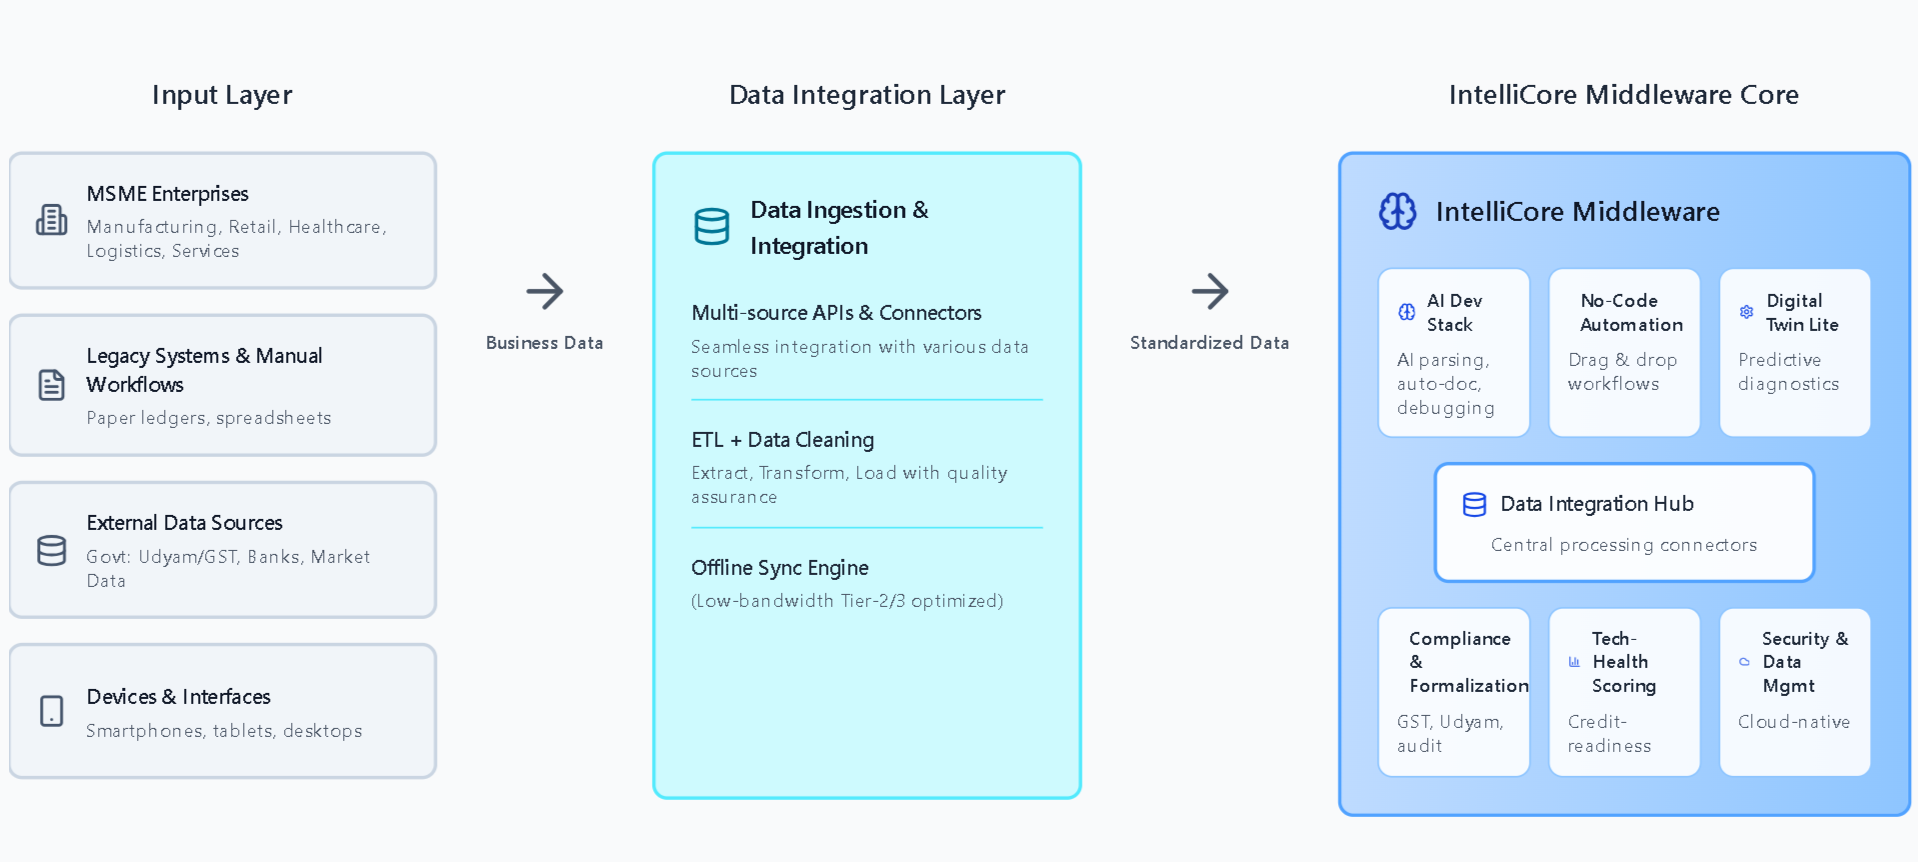 Input Layer
MSME Enterprises
Manufacturing, Retail, Healthcare,
Logistics, Services
Legacy Systems & Manual
Workflows
Paper ledgers, spreadsheets
External Data Sources
Govt: Udyam/GST, Banks, Market
Data
Devices & Interfaces
Smartphones, tablets, desktops
Business Data
Data Integration Layer
Data Ingestion &
Integration
Multi-source APIs & Connectors
Seamless integration with various data
sources
ETL + Data Cleaning
Extract, Transform, Load with quality
assurance
Offline Sync Engine
(Low-bandwidth Tier-2/3 optimized)
Standardized Data
IntelliCore Middleware Core
IntelliCore Middleware
AI Dev
Stack
AI parsing,
auto-doc,
debugging
No-Code
Automation
Drag & drop
workflows
Digital
Twin Lite
Predictive
diagnostics
Data Integration Hub
Central processing connectors
Compliance
&
Formalization
GST, Udyam,
audit
Tech-
Health
Scoring
Credit-
readiness
Security &
Data
Mgmt
Cloud-native